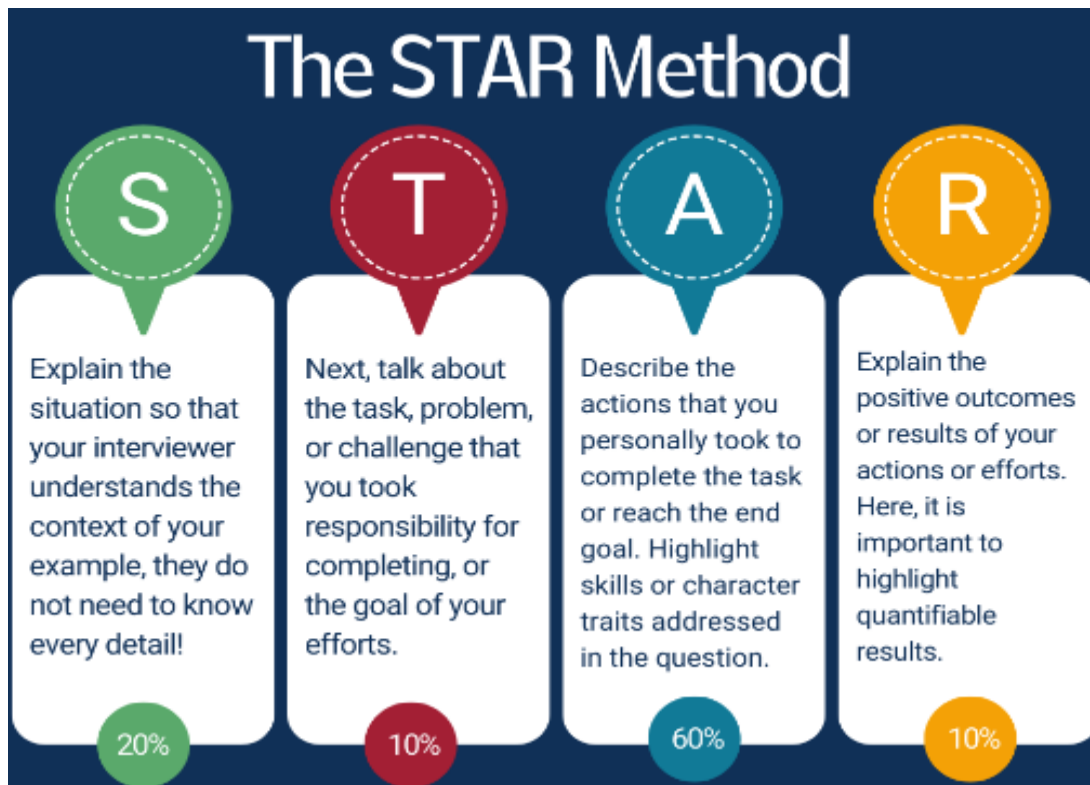 The STAR Method
S
T
A
R
Explain the
situation so that
your interviewer
understands the
context of your
example, they do
not need to know
every detail!
20%
Next, talk about
the task, problem,
or challenge that
you took
responsibility for
completing, or
the goal of your
efforts.
10%
Describe the
actions that you
personally took to
complete the task
or reach the end
goal. Highlight
skills or character
traits addressed
in the question.
60%
Explain the
positive outcomes
or results of your
actions or efforts.
Here, it is
important to
highlight
quantifiable
results.
10%